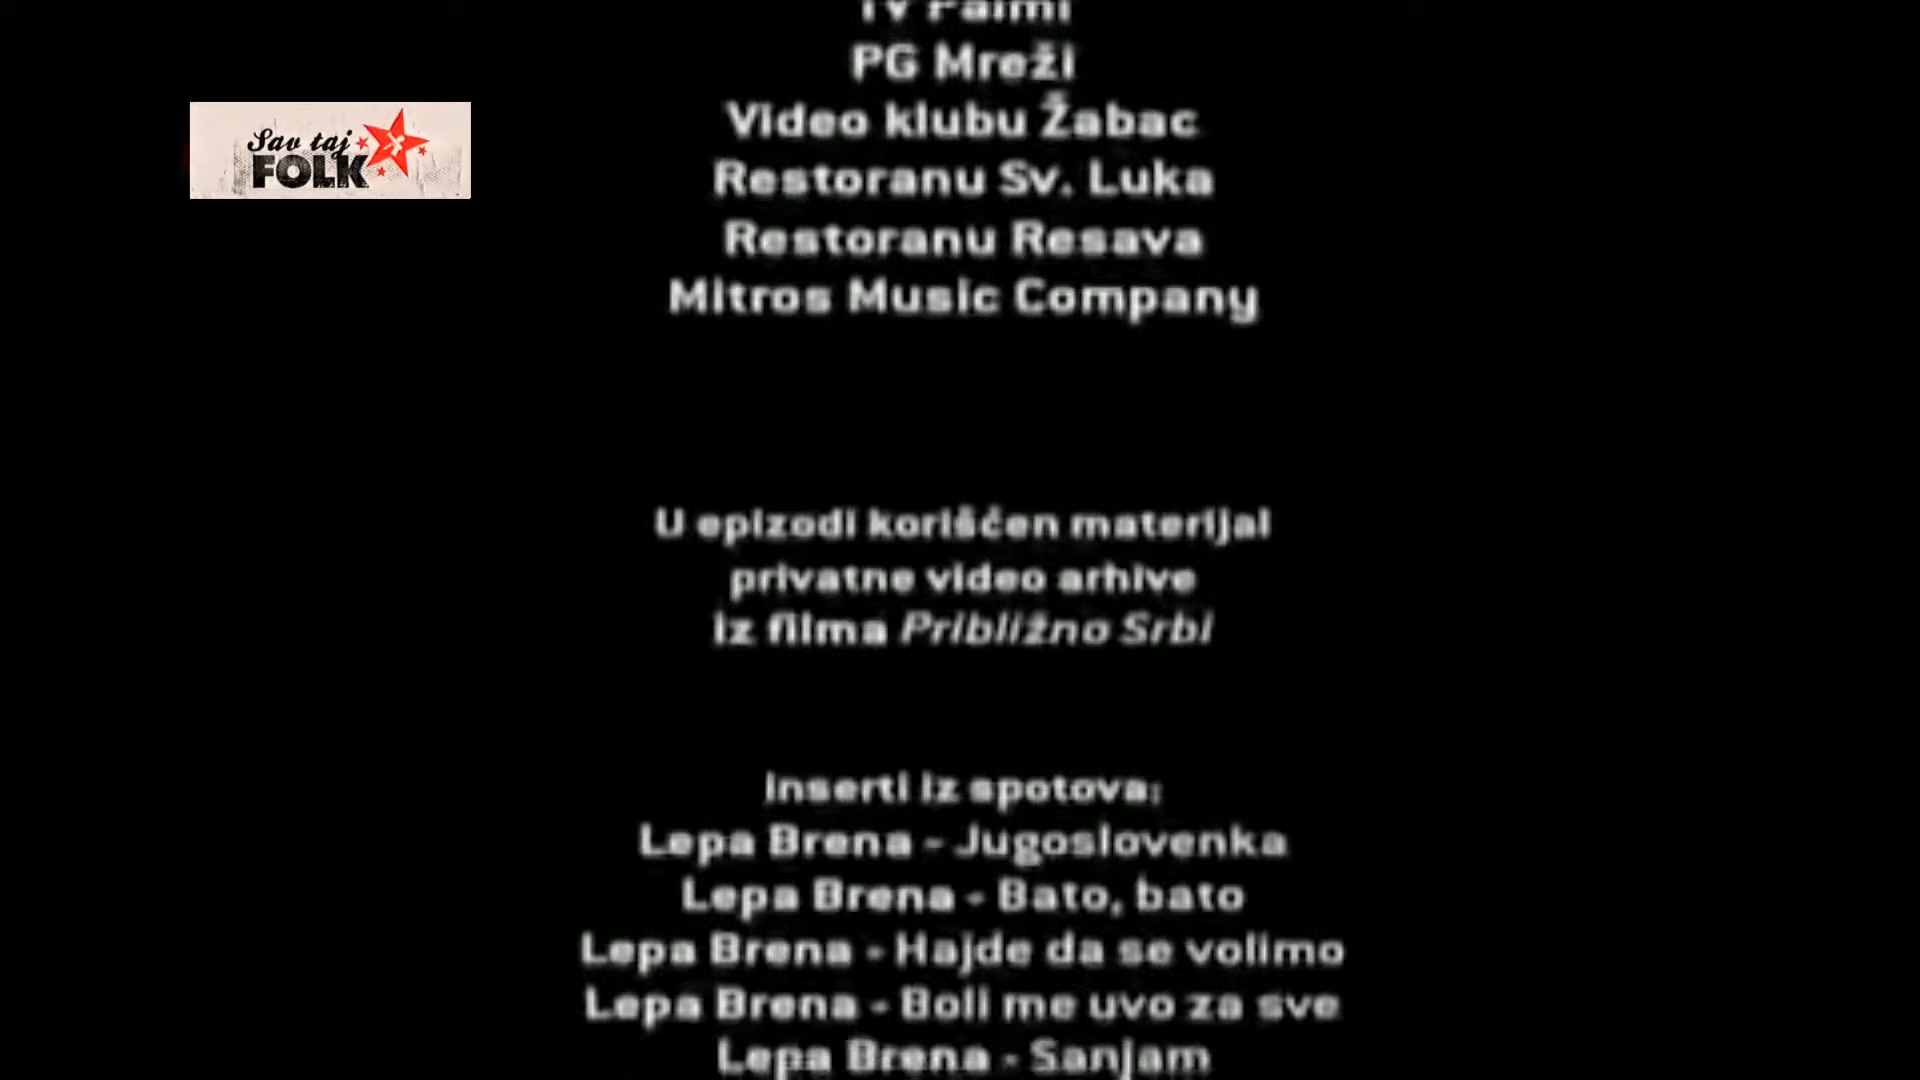 TV Palmi
PG Mreži
Video klubu Žabac
Restoranu Sv. Luka
Restoranu Resava
Mitros Music Company
Sav taj
FOLK
U epizodi korišćen materijal
privatne video arhive
iz filma Približno Srbi
Inserti iz spotova:
Lepa Brena - Jugoslovenka
Lepa Brena - Bato, bato
Lepa Brena - Hajde da se volimo
Lepa Brena - Boli me uvo za sve
Lepa Brena - Sanjam